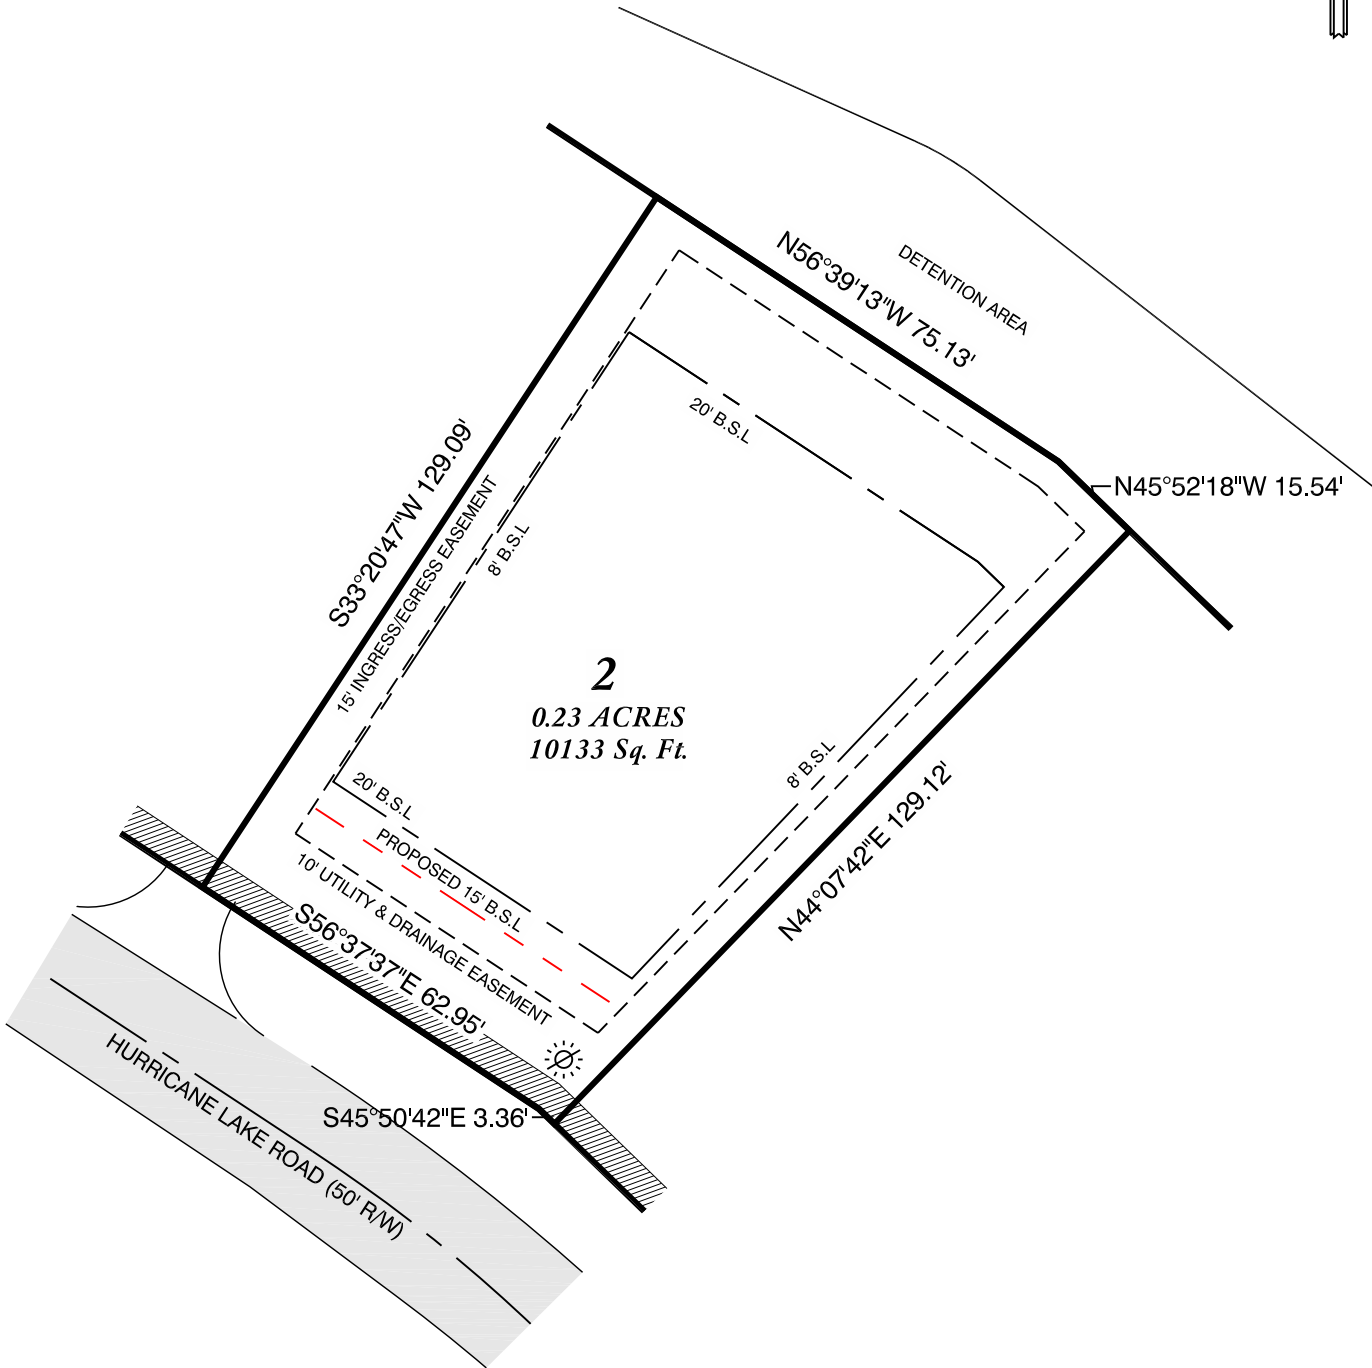 DETENTION AREA
N56°39'13"W 75.13'
20' B.S.L
N45°52'18"W 15.54'
S33°20'47"W 129.09'
15' INGRESS/EGRESS EASEMENT
8' B.S.L
2
0.23 ACRES
10133 Sq. Ft.
8' B.S.L
N44°07'42"E 129.12'
20' B.S.L
PROPOSED 15' B.S.L
10' UTILITY & DRAINAGE EASEMENT
S56°37'37"E 62.95'
S45°50'42"E 3.36'
HURRICANE LAKE ROAD (50' R/W)